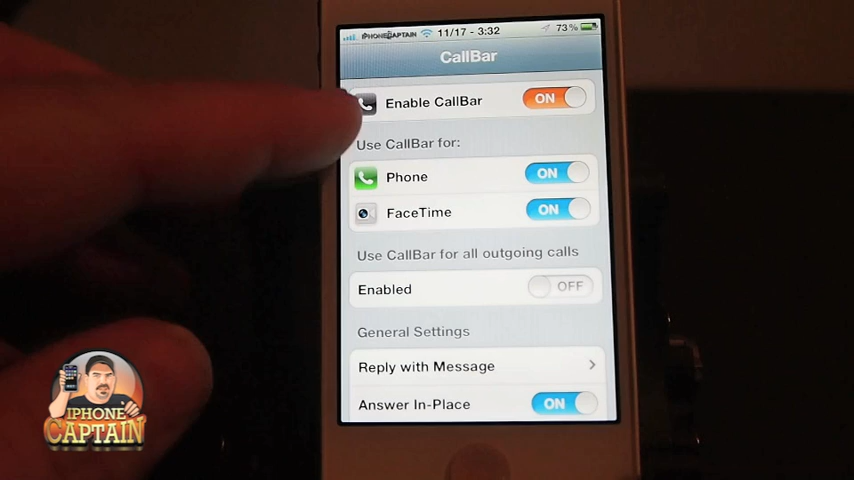 iPHONECAPTAIN 11/17 - 3:32 73%
CallBar
Enable CallBar ON
Use CallBar for:
Phone ON
FaceTime ON
Use CallBar for all outgoing calls
Enabled OFF
General Settings
Reply with Message
Answer In-Place ON
IPHONE
CAPTAIN